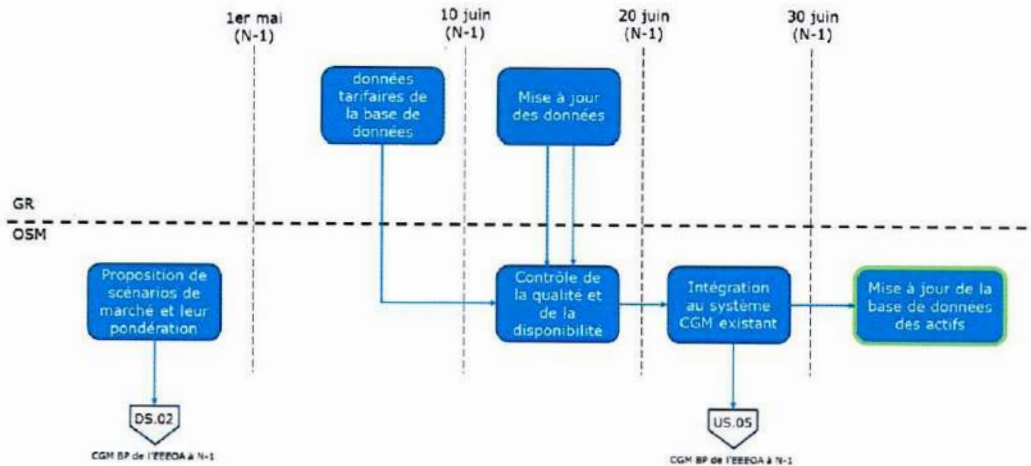 1er mai
(N-1)
10 juin
(N-1)
20 juin
(N-1)
30 juin
(N-1)
données
tarifaires de
la base de
données
Mise à jour
des données
GR
OSM
Proposition de
scénarios de
marché et leur
pondération
Contrôle de
la qualité et
de la
disponibilité
Intégration
au système
CGM existant
Mise à jour de la
base de données
des actifs
DS.02
CGM BP de l'EEEOA à N-1
US.05
CGM BP de l'EEEOA à N-1